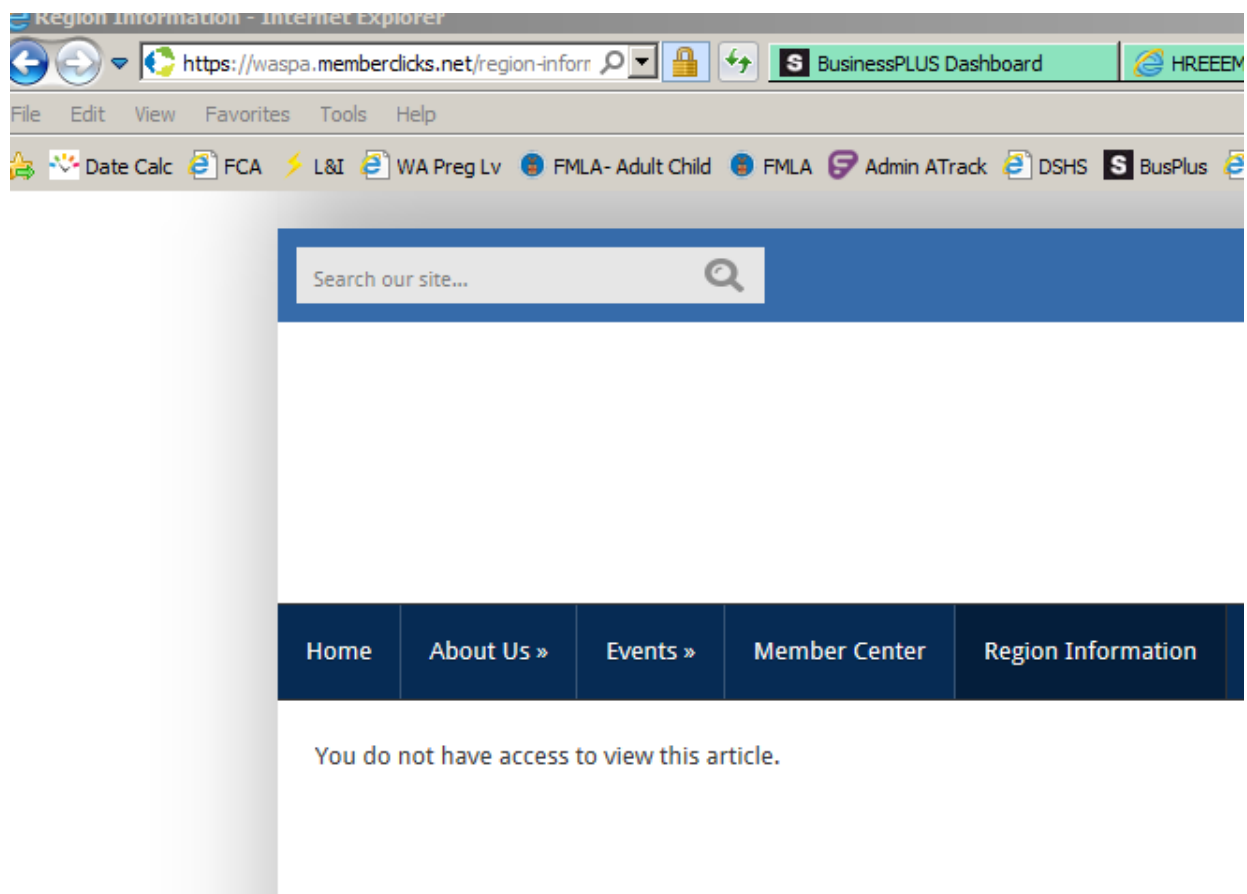 Region Information - Internet Explorer
https://waspa.memberclicks.net/region-inforr
BusinessPLUS Dashboard
HREEEM
File Edit View Favorites Tools Help
Date Calc FCA L&I WA Preg Lv FMLA- Adult Child FMLA Admin ATrack DSHS S BusPlus
Search our site...
Home About Us » Events » Member Center Region Information
You do not have access to view this article.